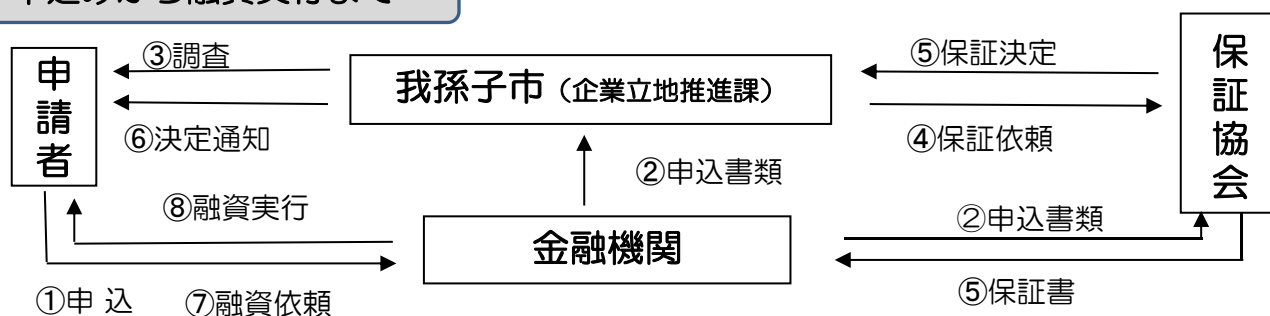 申込みから融資実行まで
③調査
⑤保証決定
申請者
我孫子市（企業立地推進課）
保証協会
⑥決定通知
④保証依頼
②申込書類
⑧融資実行
②申込書類
金融機関
①申 込
⑦融資依頼
⑤保証書